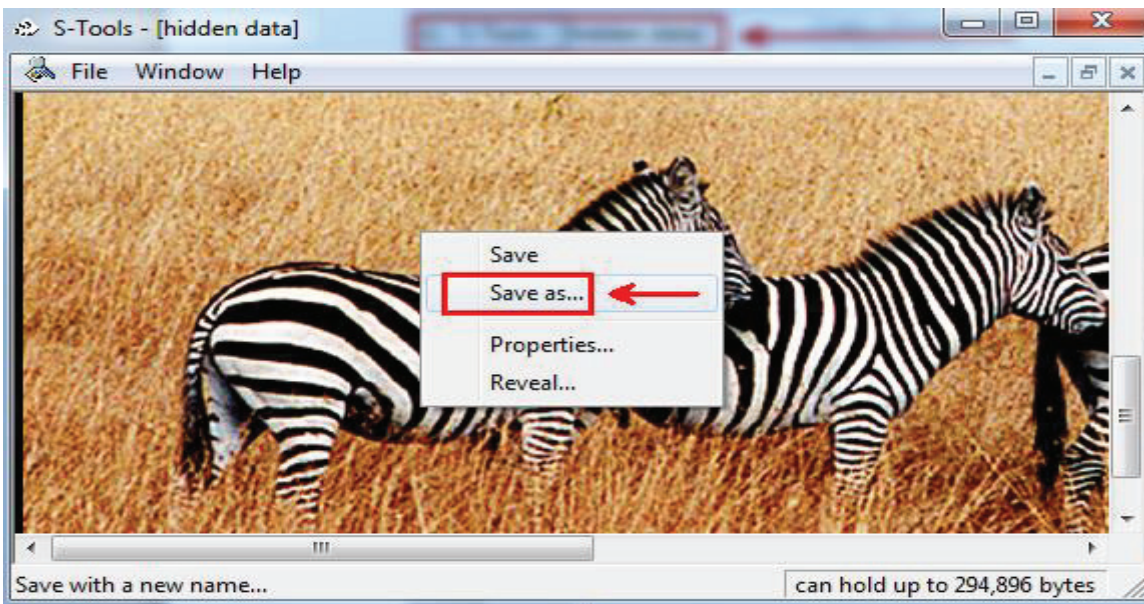 S-Tools - [hidden data]
File Window Help
Save
Save as...
Properties...
Reveal...
Save with a new name...
can hold up to 294,896 bytes